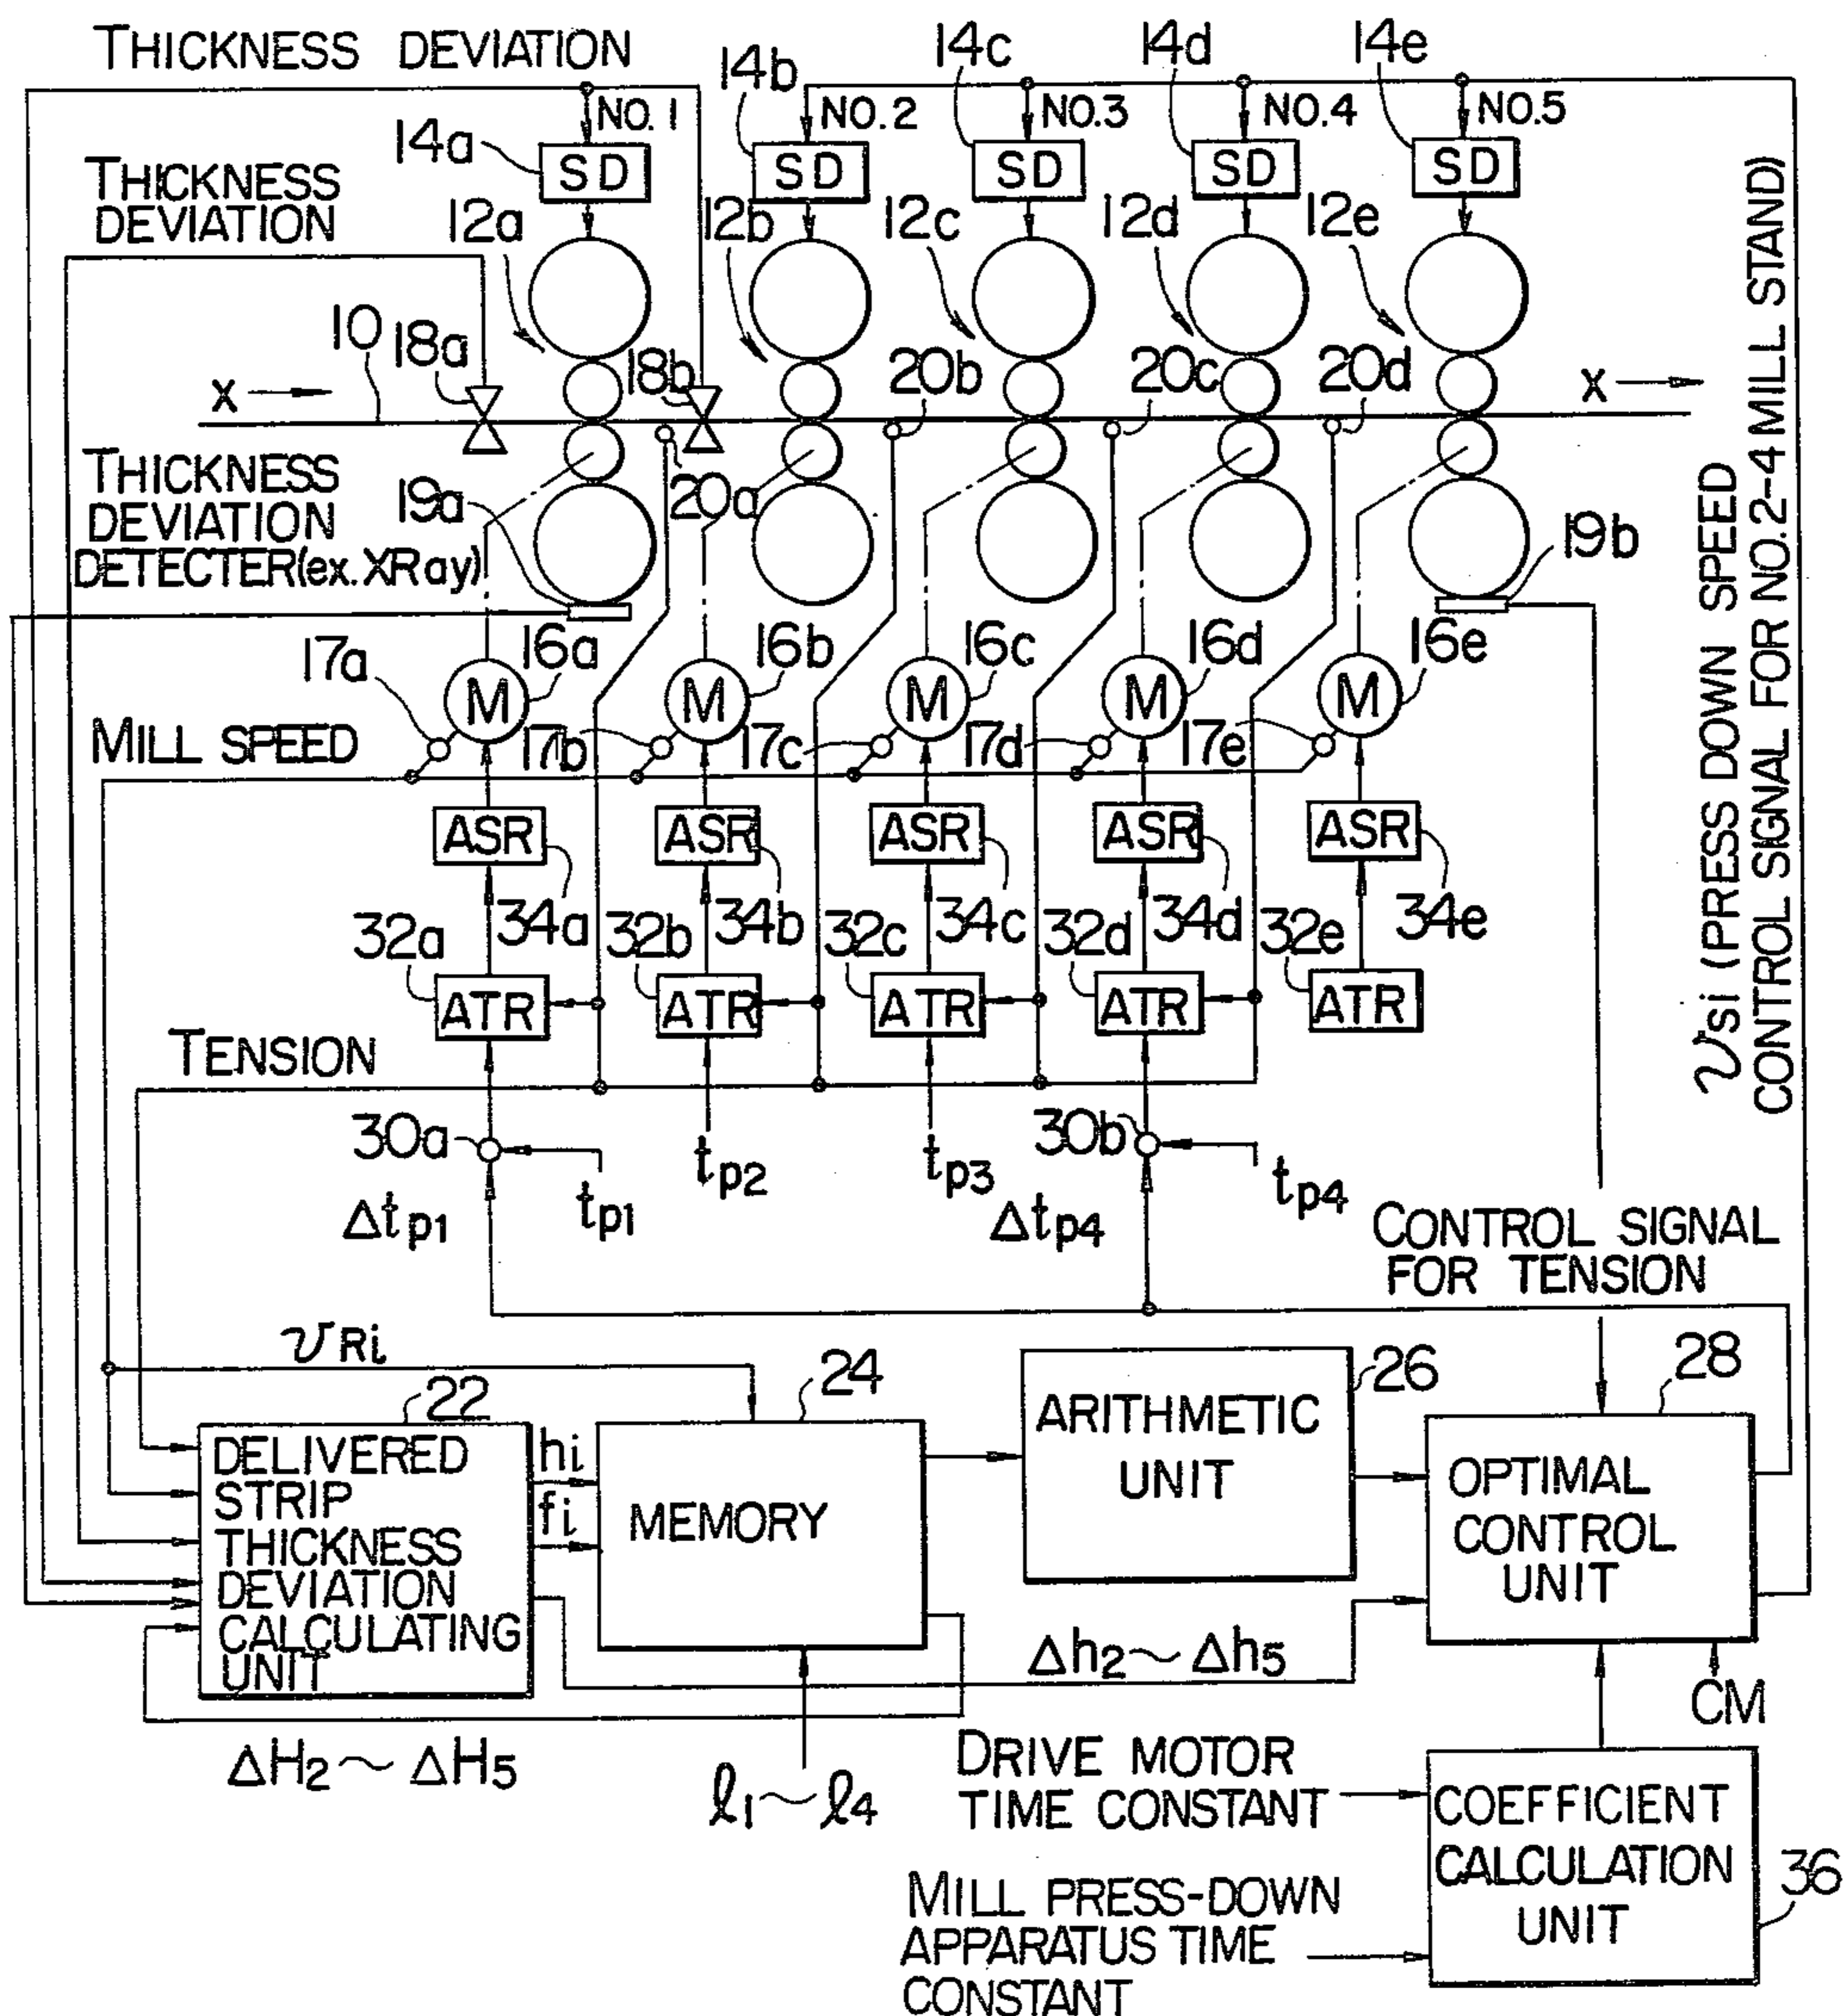 THICKNESS DEVIATION
14b
14c
14d
14e
NO.1
NO.2
NO.3
NO.4
NO.5
14a
SD
SD
SD
SD
SD
THICKNESS
DEVIATION
12a
12b
12c
12d
12e
10
18a
18b
20b
20c
20d
X
X
THICKNESS
DEVIATION
DETECTER(ex.XRay)
19a
20a
19b
17a
16a
16b
16c
16d
16e
M
M
M
M
M
MILL SPEED
17b
17c
17d
17e
ASR
ASR
ASR
ASR
ASR
34a
34b
34c
34d
34e
32a
32b
32c
32d
32e
ATR
ATR
ATR
ATR
ATR
TENSION
30a
30b
tp1
tp2
tp3
tp4
Δtp1
Δtp4
vsi (PRESS DOWN SPEED
CONTROL SIGNAL FOR NO.2-4 MILL STAND)
CONTROL SIGNAL
FOR TENSION
vRi
22
24
26
28
DELIVERED
STRIP
THICKNESS
DEVIATION
CALCULATING
UNIT
hi
fi
MEMORY
ARITHMETIC
UNIT
OPTIMAL
CONTROL
UNIT
Δh2~Δh5
CM
ΔH2~ΔH5
ℓ1~ℓ4
DRIVE MOTOR
TIME CONSTANT
COEFFICIENT
CALCULATION
UNIT
36
MILL PRESS-DOWN
APPARATUS TIME
CONSTANT